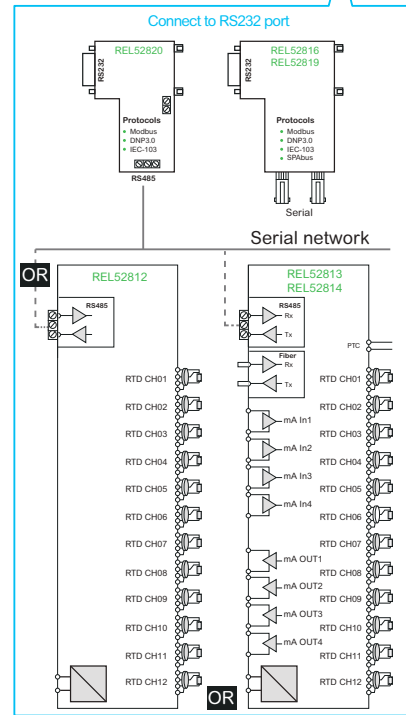 Connect to RS232 port
REL52820
RS232
Protocols
• Modbus
• DNP3.0
• IEC-103
RS485
REL52816
REL52819
RS232
Protocols
• Modbus
• DNP3.0
• IEC-103
• SPAbus
Serial
Serial network
OR
REL52812
RS485
RTD CH01
RTD CH02
RTD CH03
RTD CH04
RTD CH05
RTD CH06
RTD CH07
RTD CH08
RTD CH09
RTD CH10
RTD CH11
RTD CH12
OR
REL52813
REL52814
RS485
Rx
Tx
Fiber
Rx
Tx
mA In1
mA In2
mA In3
mA In4
mA OUT1
mA OUT2
mA OUT3
mA OUT4
PTC
RTD CH01
RTD CH02
RTD CH03
RTD CH04
RTD CH05
RTD CH06
RTD CH07
RTD CH08
RTD CH09
RTD CH10
RTD CH11
RTD CH12